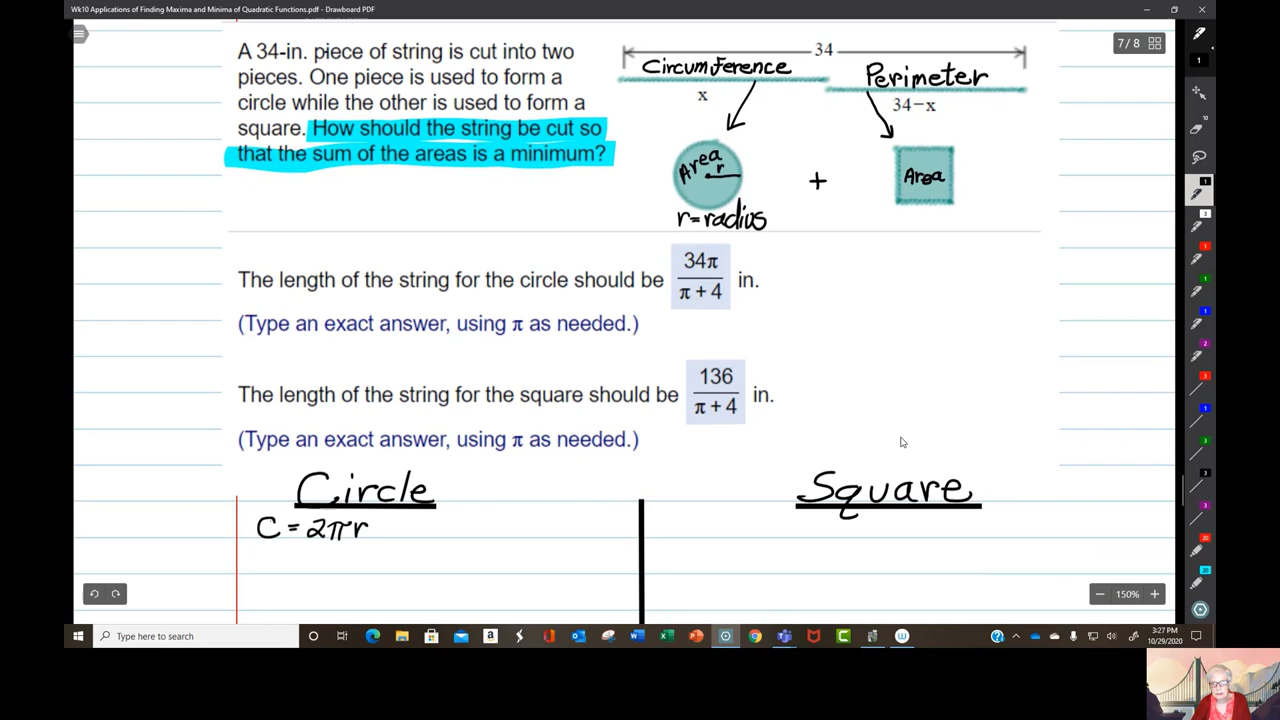 Wk10 Applications of Finding Maxima and Minima of Quadratic Functions.pdf - Drawboard PDF
7 / 8
A 34-in. piece of string is cut into two
pieces. One piece is used to form a
circle while the other is used to form a
square. How should the string be cut so
that the sum of the areas is a minimum?
34
Circumference
Perimeter
x
34-x
Area
r
+
Area
r = radius
The length of the string for the circle should be 34π / π + 4 in.
(Type an exact answer, using π as needed.)
The length of the string for the square should be 136 / π + 4 in.
(Type an exact answer, using π as needed.)
Circle
Square
C = 2πr
150%
Type here to search
3:27 PM
10/29/2020